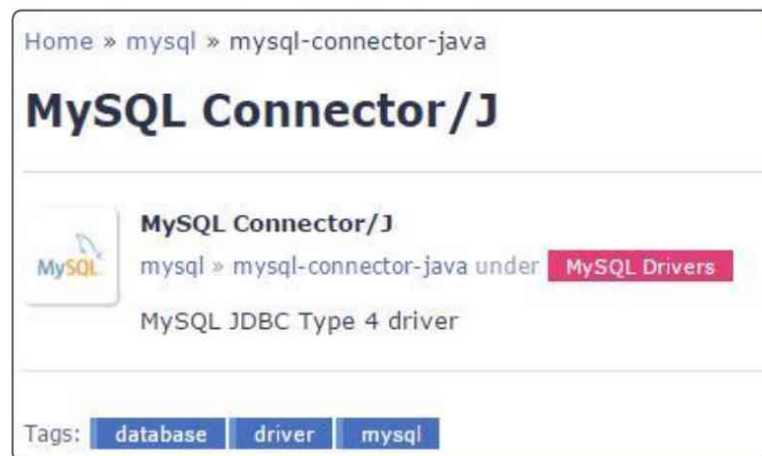 Home » mysql » mysql-connector-java
MySQL Connector/J
MySQL Connector/J
MySQL
mysql » mysql-connector-java under MySQL Drivers
MySQL JDBC Type 4 driver
Tags: database driver mysql